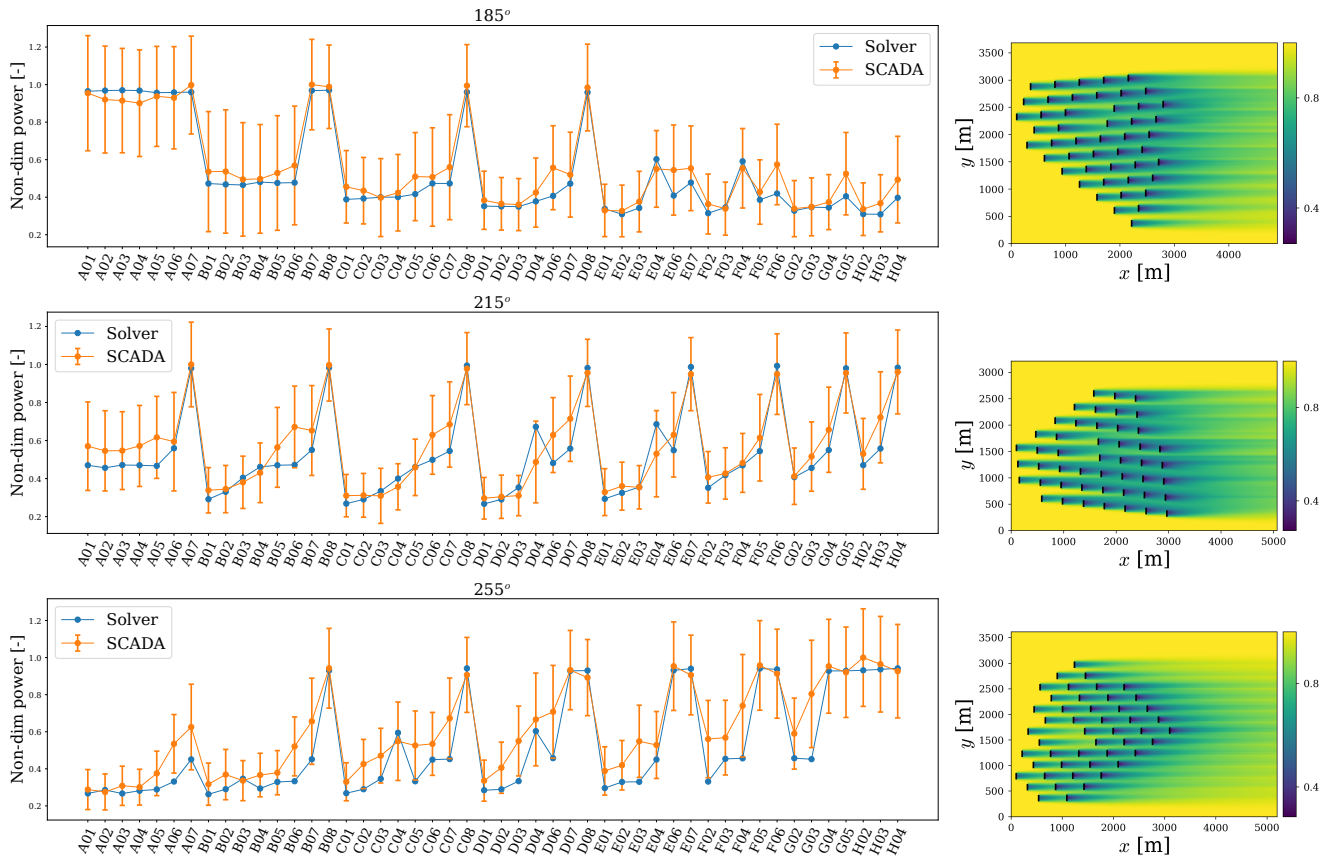 185º
Non-dim power [-]
1.2
1.0
0.8
0.6
0.4
0.2
Solver
SCADA
A01 A02 A03 A04 A05 A06 A07 B01 B02 B03 B04 B05 B06 B07 B08 C01 C02 C03 C04 C05 C06 C07 C08 D01 D02 D03 D04 D06 D07 D08 E01 E02 E03 E04 E06 E07 F02 F03 F04 F05 F06 G02 G03 G04 G05 H02 H03 H04
y [m]
3500
3000
2500
2000
1500
1000
500
0
0 1000 2000 3000 4000
x [m]
0.8
0.4
215º
Non-dim power [-]
1.2
1.0
0.8
0.6
0.4
0.2
Solver
SCADA
A01 A02 A03 A04 A05 A06 A07 B01 B02 B03 B04 B05 B06 B07 B08 C01 C02 C03 C04 C05 C06 C07 C08 D01 D02 D03 D04 D06 D07 D08 E01 E02 E03 E04 E06 E07 F02 F03 F04 F05 F06 G02 G03 G04 G05 H02 H03 H04
y [m]
3000
2500
2000
1500
1000
500
0
0 1000 2000 3000 4000 5000
x [m]
0.8
0.4
255º
Non-dim power [-]
1.2
1.0
0.8
0.6
0.4
0.2
Solver
SCADA
A01 A02 A03 A04 A05 A06 A07 B01 B02 B03 B04 B05 B06 B07 B08 C01 C02 C03 C04 C05 C06 C07 C08 D01 D02 D03 D04 D06 D07 D08 E01 E02 E03 E04 E06 E07 F02 F03 F04 F05 F06 G02 G03 G04 G05 H02 H03 H04
y [m]
3500
3000
2500
2000
1500
1000
500
0
0 1000 2000 3000 4000 5000
x [m]
0.8
0.4